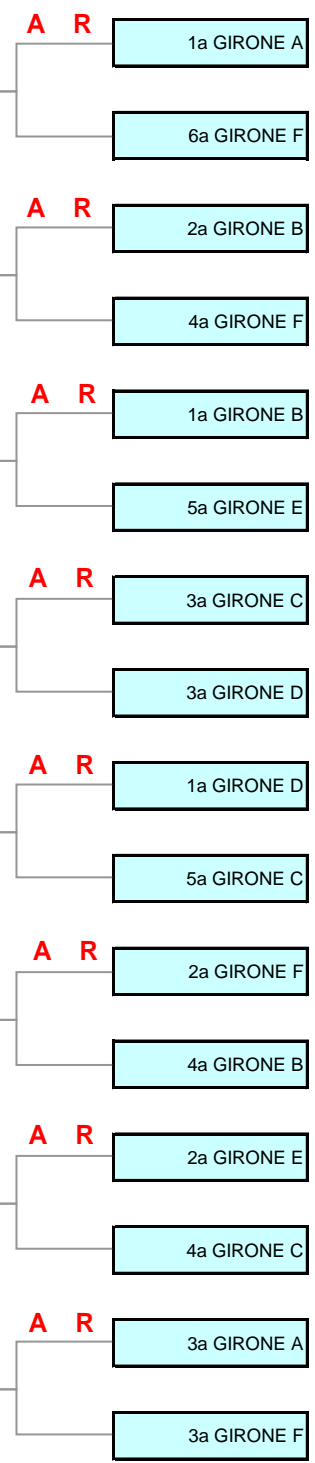 A R
1a GIRONE A
6a GIRONE F
A R
2a GIRONE B
4a GIRONE F
A R
1a GIRONE B
5a GIRONE E
A R
3a GIRONE C
3a GIRONE D
A R
1a GIRONE D
5a GIRONE C
A R
2a GIRONE F
4a GIRONE B
A R
2a GIRONE E
4a GIRONE C
A R
3a GIRONE A
3a GIRONE F